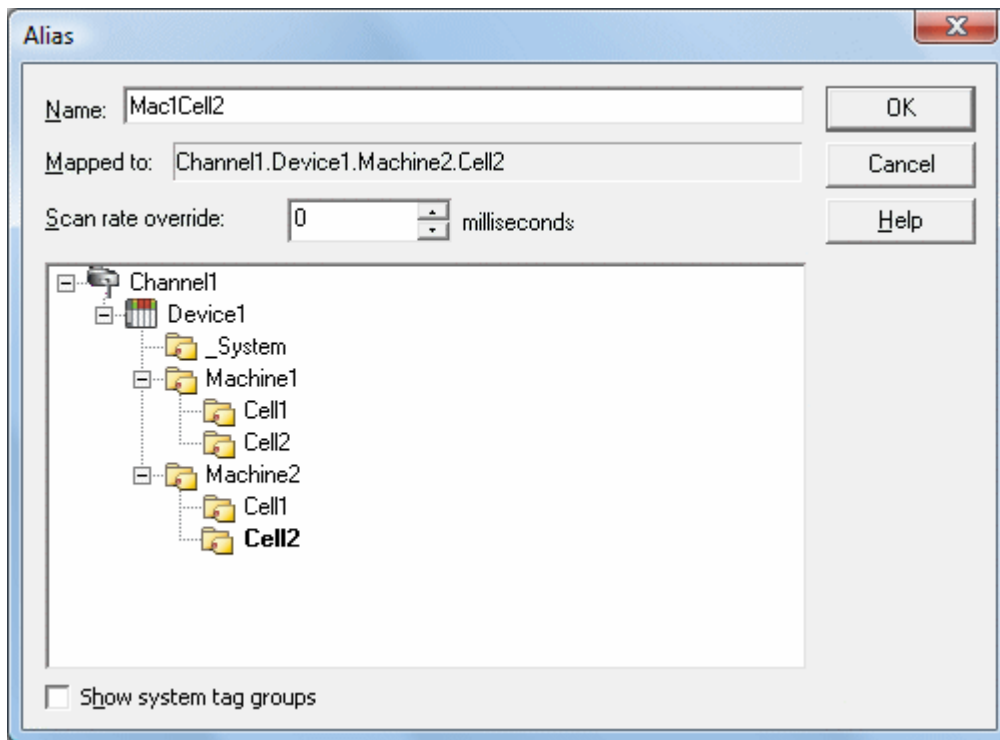 Alias
Name: Mac1Cell2
OK
Mapped to: Channel1.Device1.Machine2.Cell2
Cancel
Scan rate override: 0 milliseconds
Help
Channel1
Device1
_System
Machine1
Cell1
Cell2
Machine2
Cell1
Cell2
Show system tag groups